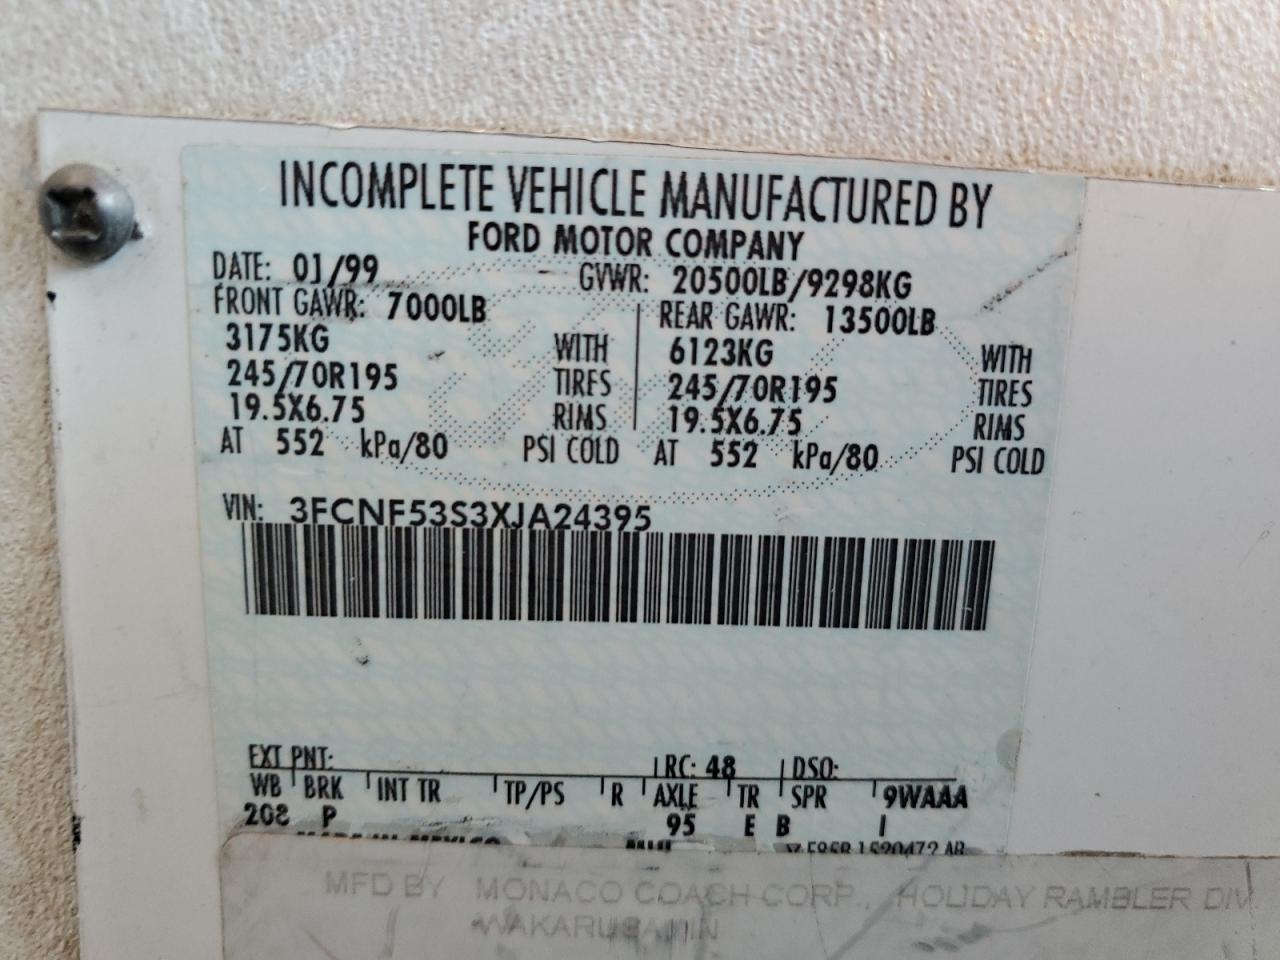 INCOMPLETE VEHICLE MANUFACTURED BY
FORD MOTOR COMPANY
DATE: 01/99 GVWR: 20500LB/9298KG
FRONT GAWR: 7000LB REAR GAWR: 13500LB
3175KG WITH 6123KG WITH
245/70R195 TIRES 245/70R195 TIRES
19.5X6.75 RIMS 19.5X6.75 RIMS
AT 552 kPa/80 PSI COLD AT 552 kPa/80 PSI COLD
VIN: 3FCNF53S3XJA24395
EXT PNT: RC: 48 DSO:
WB BRK INT TR TP/PS R AXLE TR SPR 9WAAA
208 P 95 E B I
MADE IN MEXICO
MFD BY MONACO COACH CORP., HOLIDAY RAMBLER DIV.
WAKARUSA, IN